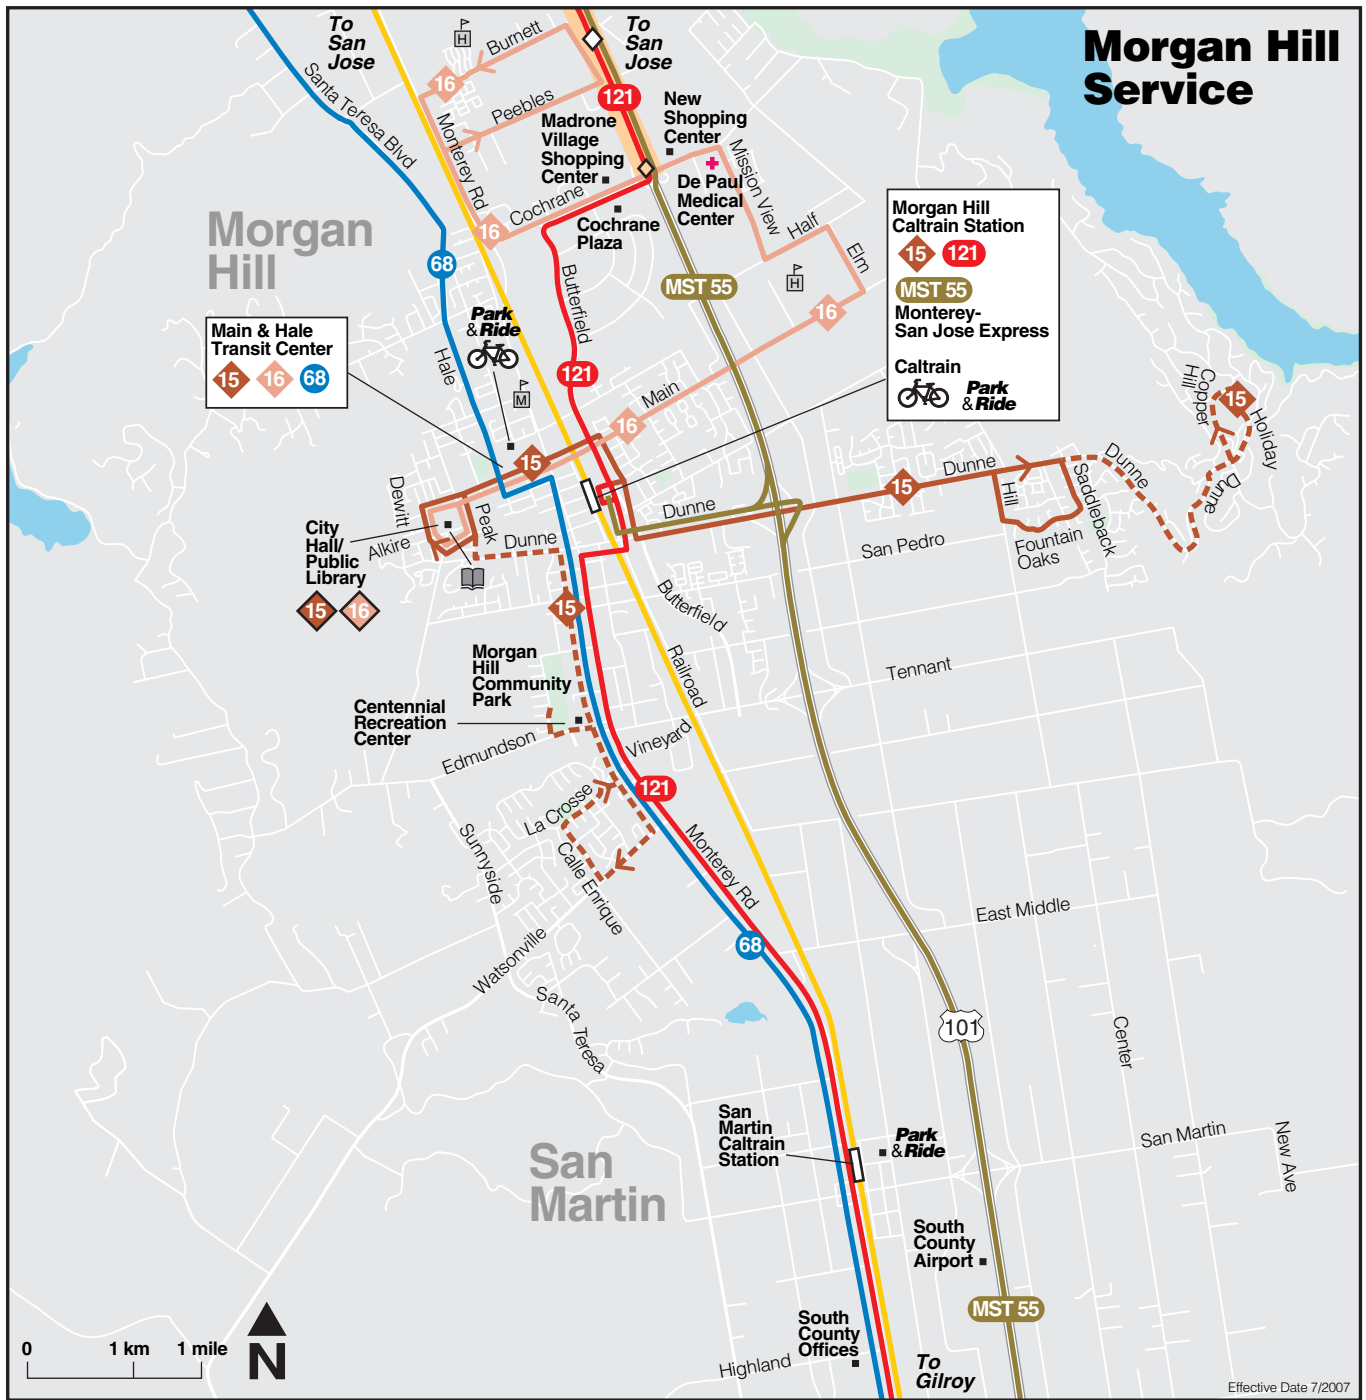 Morgan Hill
Service
To
San
Jose
To
San
Jose
H
Burnett
16
Peebles
121
Santa Teresa Blvd
Monterey Rd
Madrone
Village
Shopping
Center
New
Shopping
Center
De Paul
Medical
Center
Mission View
Cochrane
16
Cochrane
Plaza
Half
Elm
H
Morgan
Hill
68
Butterfield
MST 55
16
Morgan Hill
Caltrain Station
15
121
MST 55
Monterey-
San Jose Express
Caltrain
Park
& Ride
Main & Hale
Transit Center
15
16
68
Hale
Park
& Ride
M
121
Main
16
15
Copper
Hill
15
Holiday
Dunne
Dunne
Dunne
15
Hill
Saddleback
Fountain
Oaks
San Pedro
Dunne
Dewitt
Peak
Alkire
Dunne
City
Hall/
Public
Library
15
16
15
Butterfield
Railroad
Tennant
Morgan
Hill
Community
Park
Centennial
Recreation
Center
Edmundson
Vineyard
121
La Crosse
Calle Enrique
Sunnyside
Monterey Rd
Watsonville
68
East Middle
Santa Teresa
101
Center
San
Martin
San
Martin
Caltrain
Station
Park
& Ride
San Martin
New Ave
South
County
Airport
MST 55
South
County
Offices
Highland
To
Gilroy
0
1 km
1 mile
N
Effective Date 7/2007